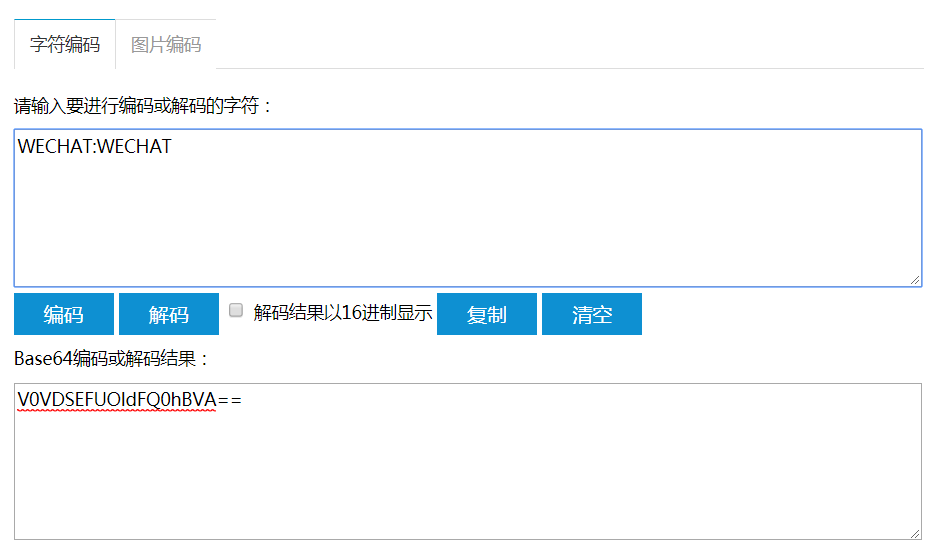 字符编码 图片编码
请输入要进行编码或解码的字符：
WECHAT:WECHAT
编码 解码 解码结果以16进制显示 复制 清空
Base64编码或解码结果：
V0VDSEFUOldFQ0hBVA==